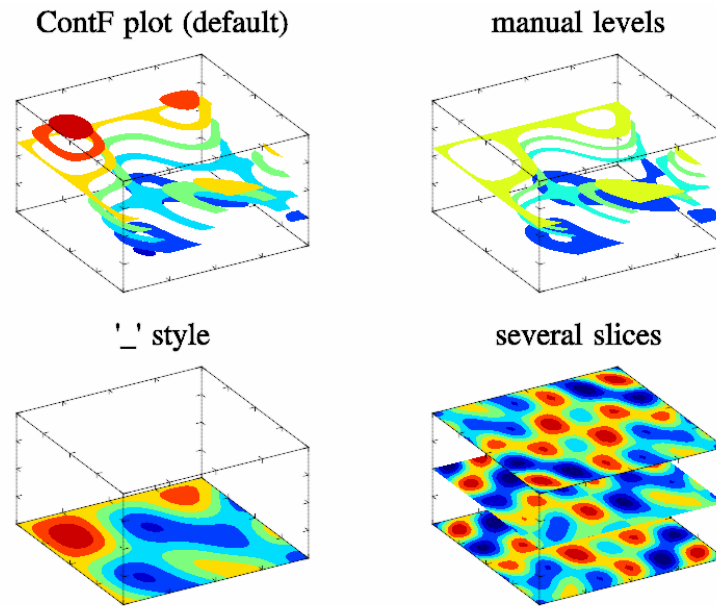 ContF plot (default)
manual levels
'_' style
several slices